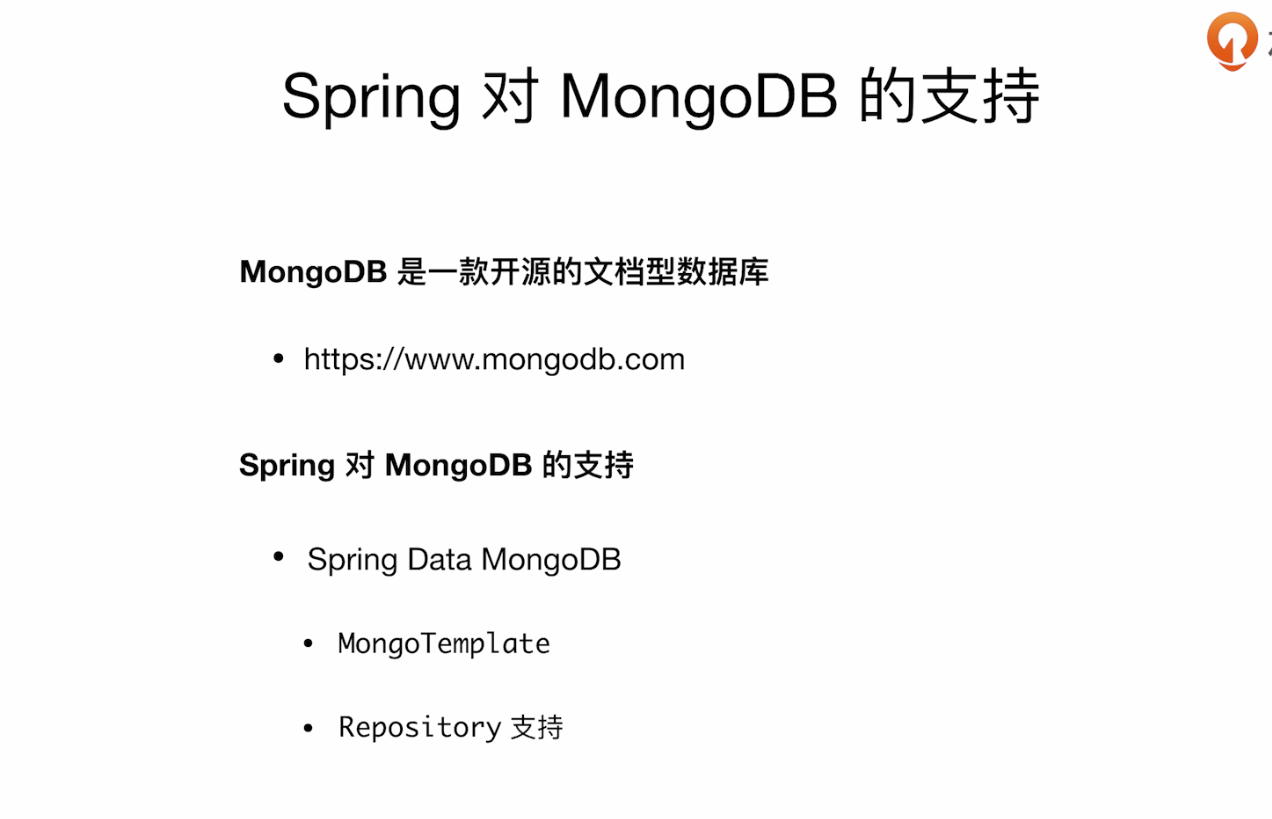 Spring 对 MongoDB 的支持
MongoDB 是一款开源的文档型数据库
• https://www.mongodb.com
Spring 对 MongoDB 的支持
• Spring Data MongoDB
• MongoTemplate
• Repository 支持